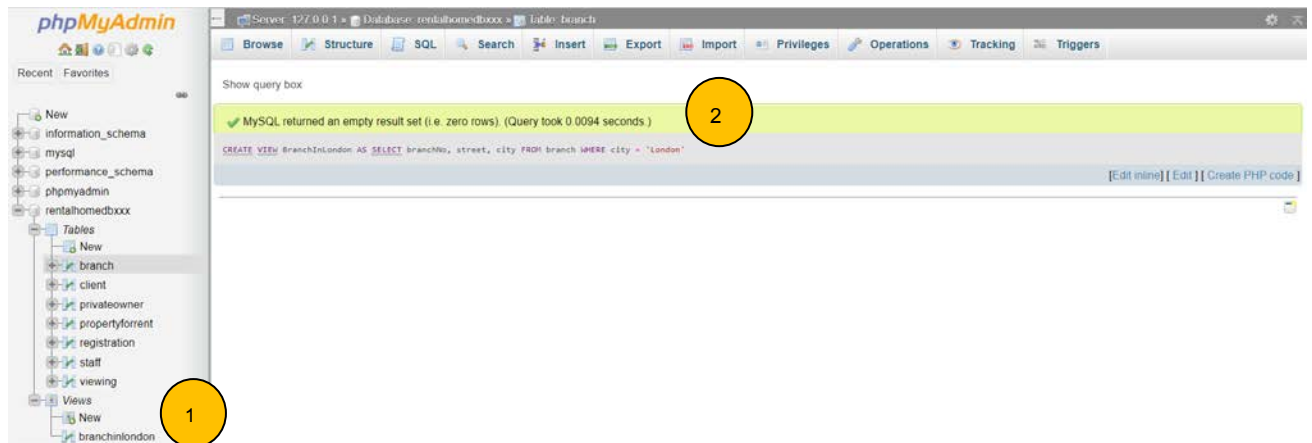 phpMyAdmin
Recent Favorites
New
information_schema
mysql
performance_schema
phpmyadmin
rentalhomedbxxx
Tables
New
branch
client
privateowner
propertyforrent
registration
staff
viewing
Views
New
branchinlondon
1
Server: 127.0.0.1 » Database: rentalhomedbxxx » Table: branch
Browse Structure SQL Search Insert Export Import Privileges Operations Tracking Triggers
Show query box
MySQL returned an empty result set (i.e. zero rows). (Query took 0.0094 seconds.)
2
CREATE VIEW BranchInLondon AS SELECT branchNo, street, city FROM branch WHERE city = 'London'
[Edit inline] [ Edit ] [ Create PHP code ]